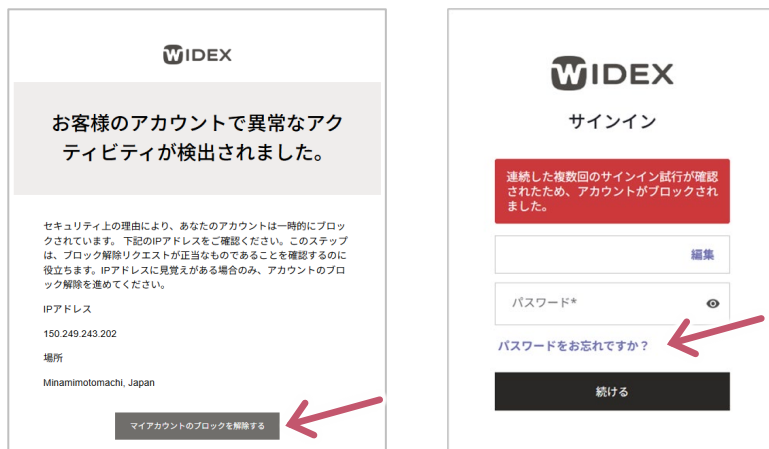 WIDEX
お客様のアカウントで異常なアク
ティビティが検出されました。
セキュリティ上の理由により、あなたのアカウントは一時的にブロッ
クされています。 下記のIPアドレスをご確認ください。このステップ
は、ブロック解除リクエストが正当なものであることを確認するのに
役立ちます。IPアドレスに見覚えがある場合のみ、アカウントのブロ
ック解除を進めてください。
IPアドレス
150.249.243.202
場所
Minamimotomachi, Japan
マイアカウントのブロックを解除する
WIDEX
サインイン
連続した複数回のサインイン試行が確認
されたため、アカウントがブロックされ
ました。
編集
パスワード*
パスワードをお忘れですか？
続ける